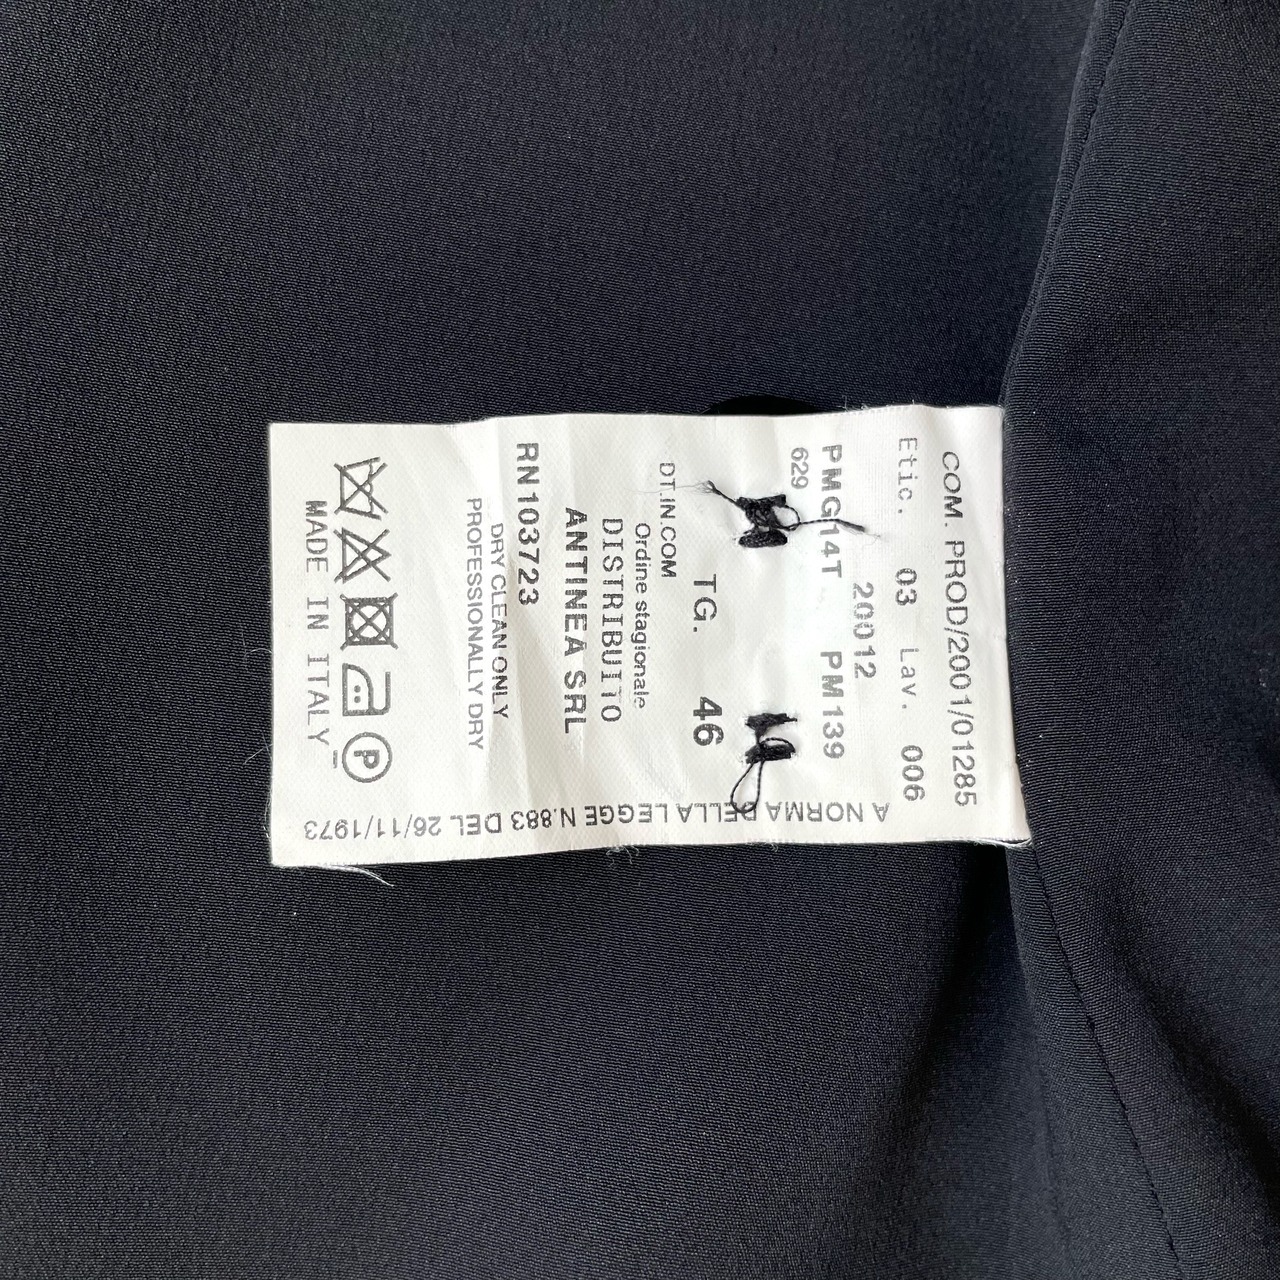 COM. PROD/2001/01285
Etic. 03 Lav. 006
20012
PMG14T PM139
629
TG. 46
DT.IN.COM
Ordine stagionale
DISTRIBUITO
ANTINEA SRL
RN103723
DRY CLEAN ONLY
PROFESSIONALLY DRY
P
MADE IN ITALY
A NORMA DELLA LEGGE N.883 DEL 26/11/1973